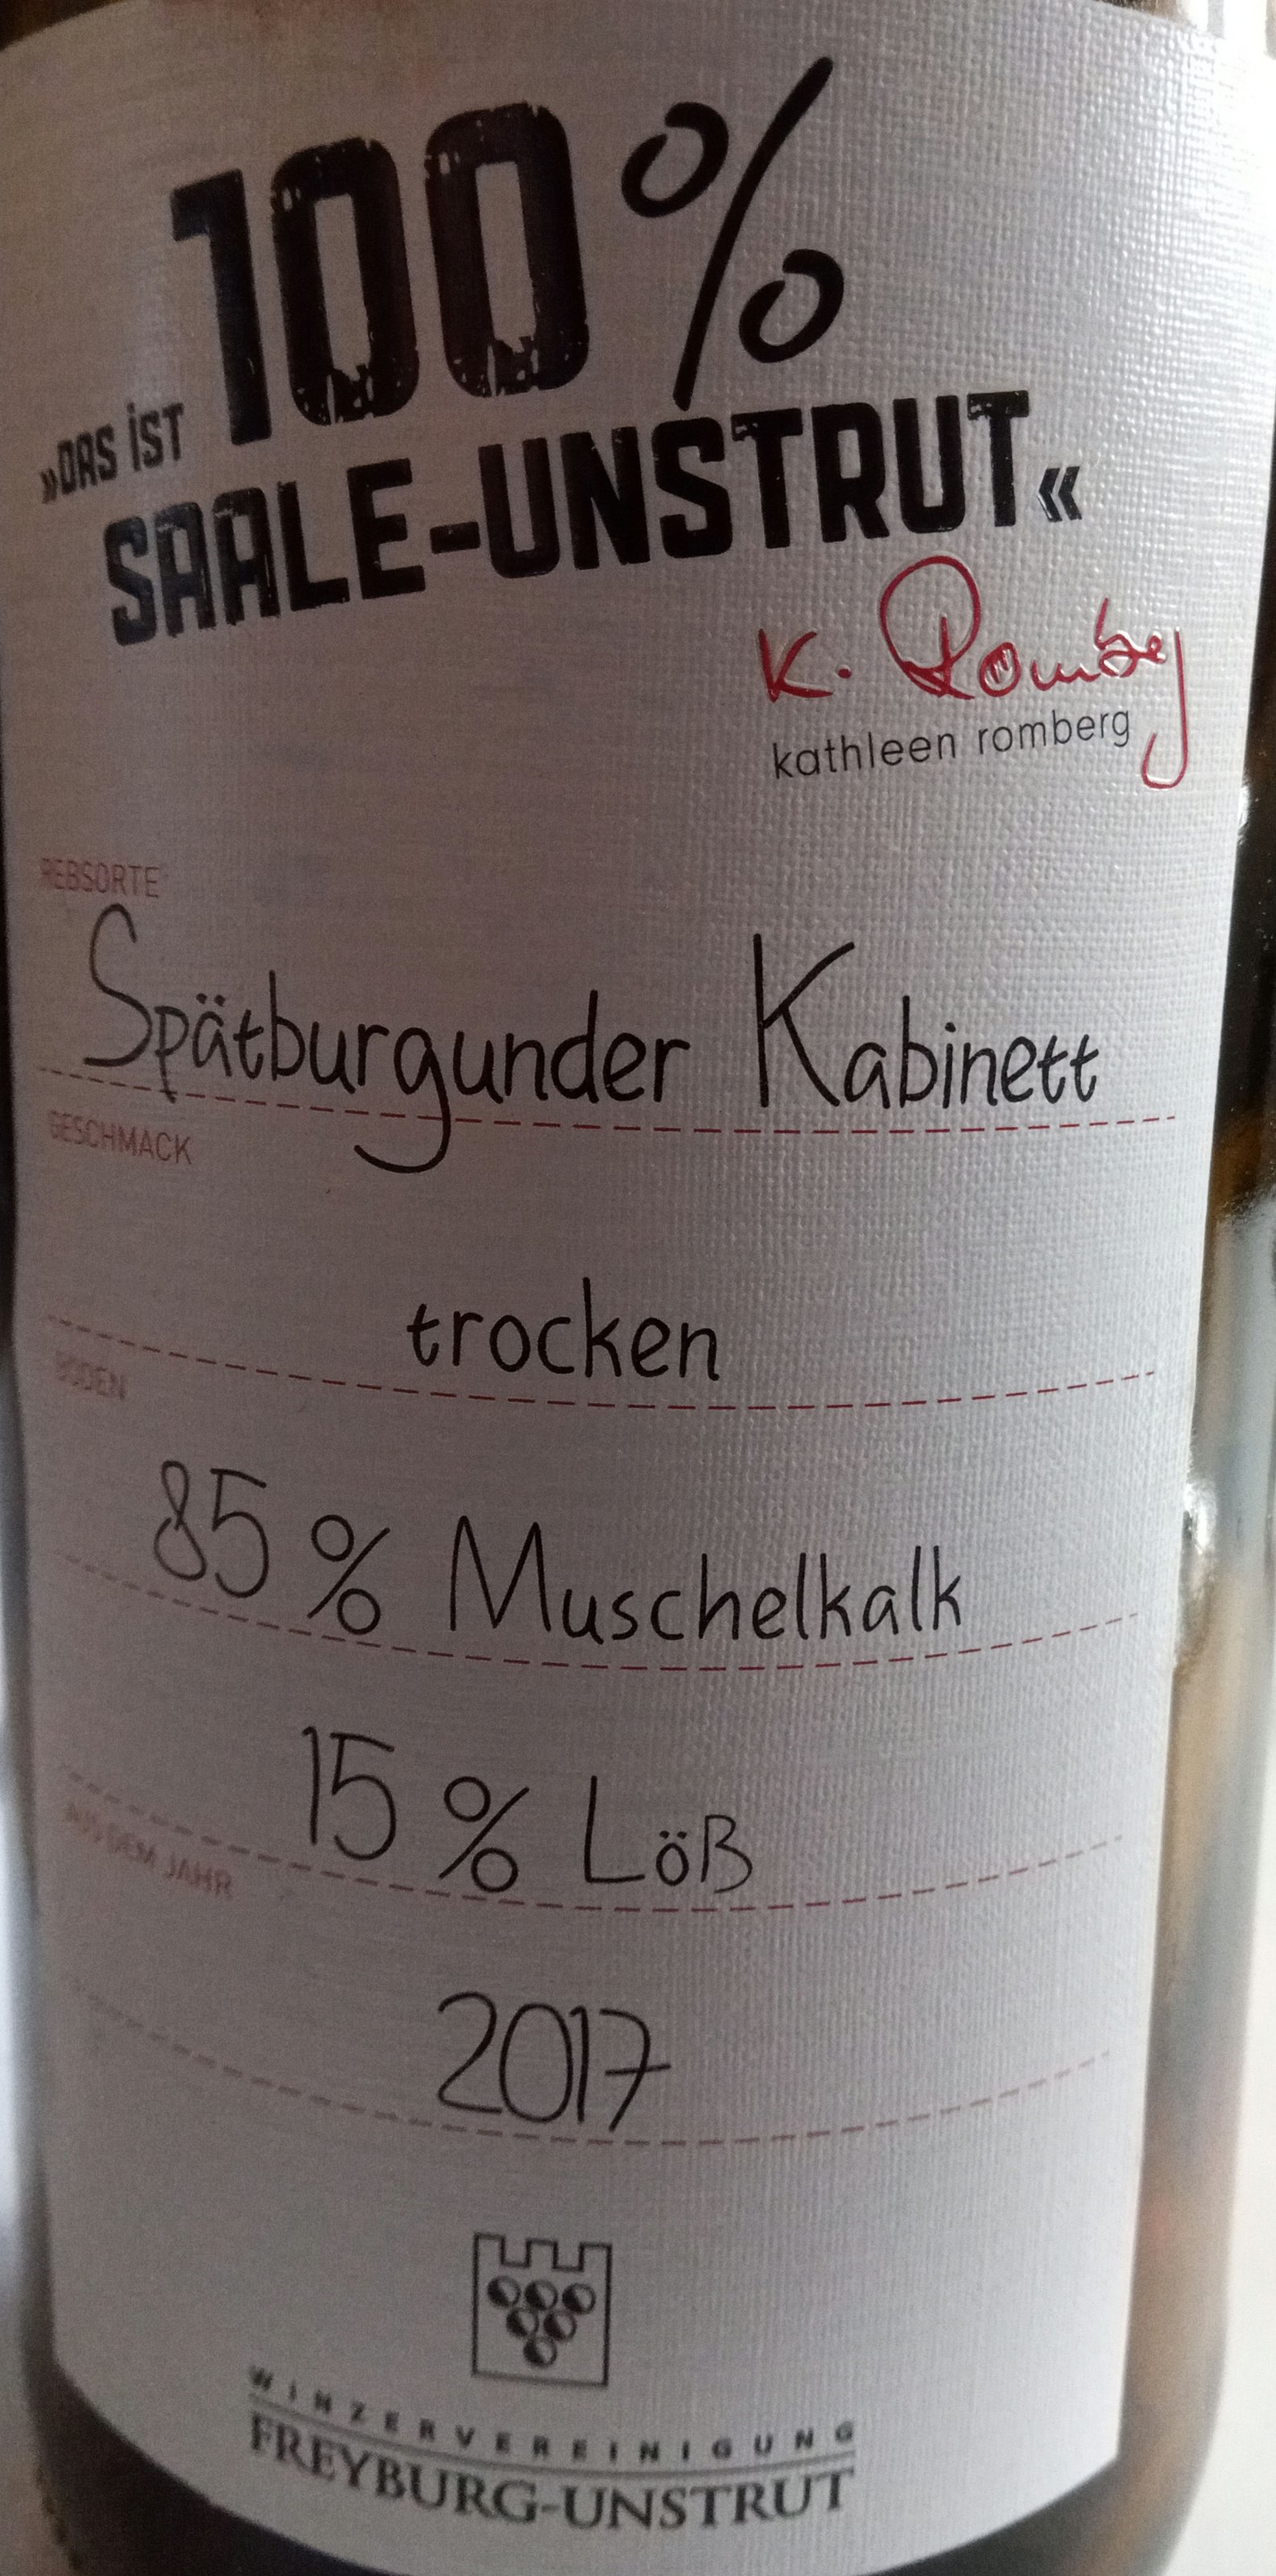 100%
»DAS IST
SAALE-UNSTRUT«
K. Romberg
kathleen romberg
REBSORTE
Spätburgunder Kabinett
GESCHMACK
trocken
BODEN
85% Muschelkalk
15% Löß
AUS DEM JAHR
2017
WINZERVEREINIGUNG
FREYBURG-UNSTRUT